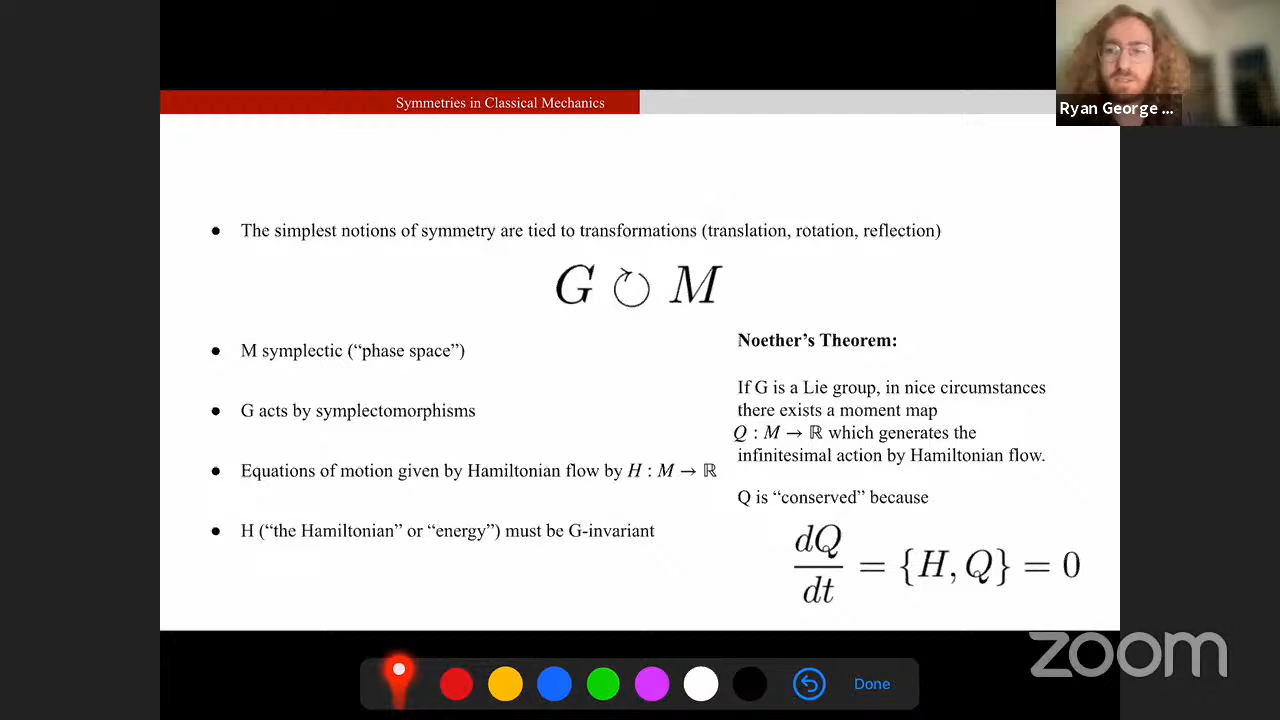 Symmetries in Classical Mechanics
Ryan George ...
● The simplest notions of symmetry are tied to transformations (translation, rotation, reflection)
G ↻ M
● M symplectic (“phase space”)
● G acts by symplectomorphisms
● Equations of motion given by Hamiltonian flow by H : M → ℝ
● H (“the Hamiltonian” or “energy”) must be G-invariant
Noether’s Theorem:
If G is a Lie group, in nice circumstances
there exists a moment map
Q : M → ℝ which generates the
infinitesimal action by Hamiltonian flow.
Q is “conserved” because
dQ/dt = {H, Q} = 0
zoom
Done